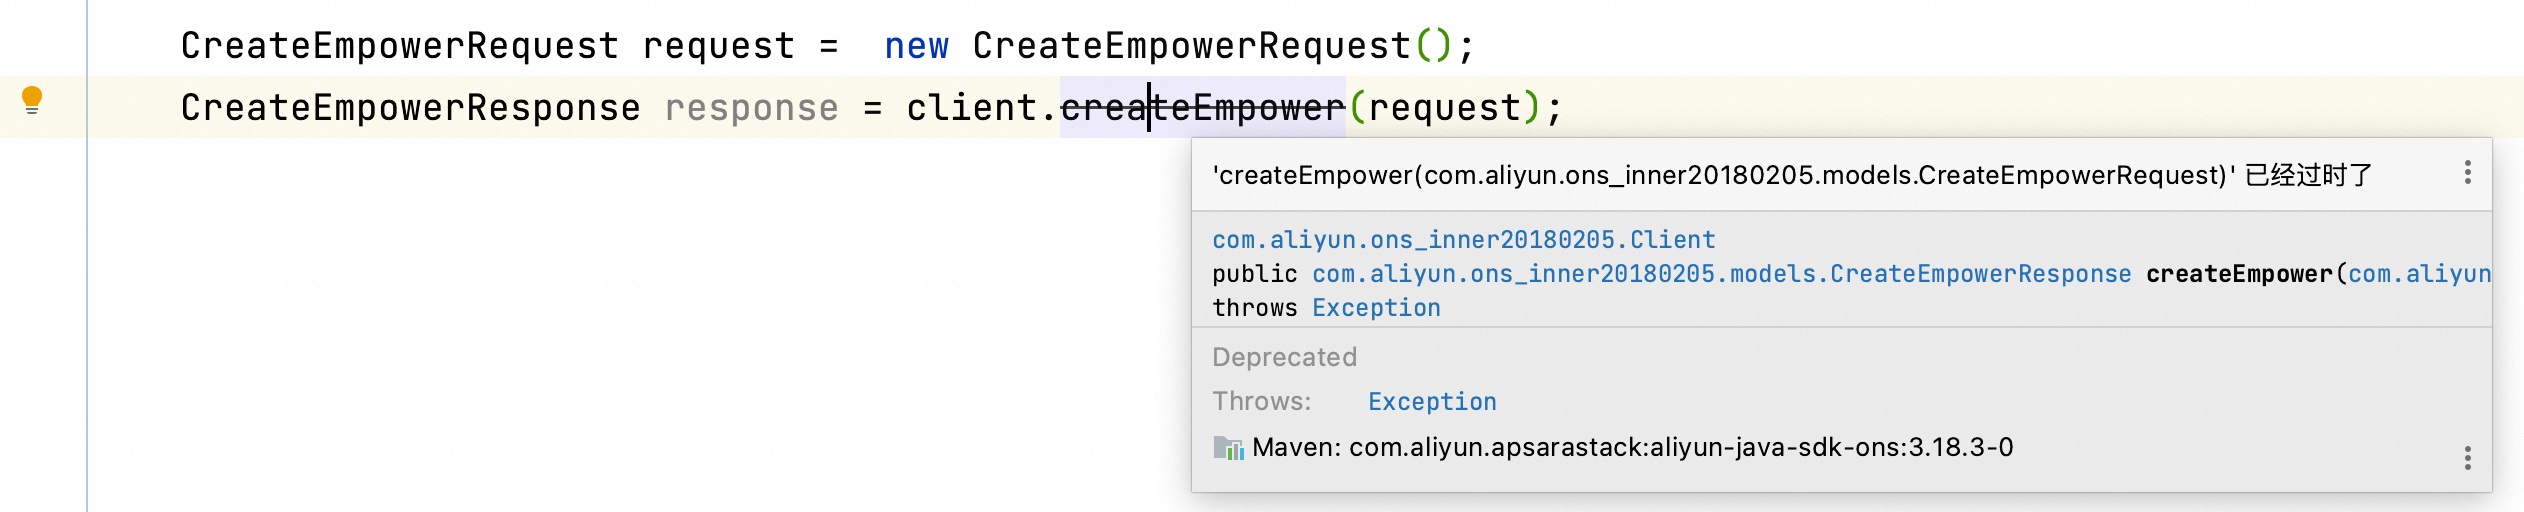 CreateEmpowerRequest request =  new CreateEmpowerRequest();
CreateEmpowerResponse response = client.createEmpower(request);
'createEmpower(com.aliyun.ons_inner20180205.models.CreateEmpowerRequest)' 已经过时了
com.aliyun.ons_inner20180205.Client
public com.aliyun.ons_inner20180205.models.CreateEmpowerResponse createEmpower(com.aliyun
throws Exception
Deprecated
Throws: Exception
Maven: com.aliyun.apsarastack:aliyun-java-sdk-ons:3.18.3-0